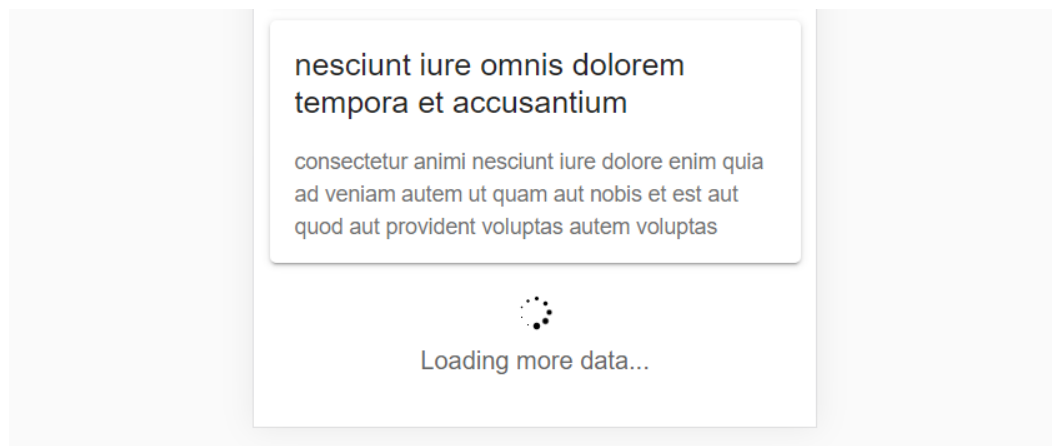 nesciunt iure omnis dolorem
tempora et accusantium
consectetur animi nesciunt iure dolore enim quia
ad veniam autem ut quam aut nobis et est aut
quod aut provident voluptas autem voluptas
Loading more data...